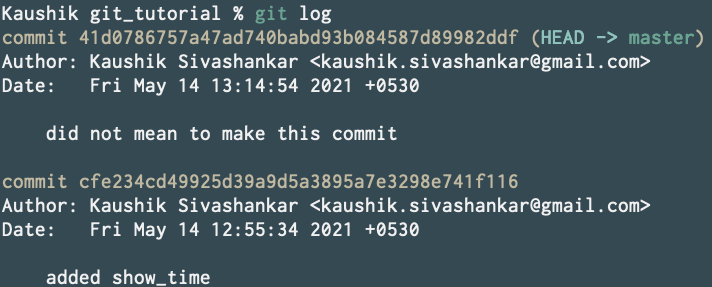 Kaushik git_tutorial % git log
commit 41d0786757a47ad740babd93b084587d89982ddf (HEAD -> master)
Author: Kaushik Sivashankar <kaushik.sivashankar@gmail.com>
Date:   Fri May 14 13:14:54 2021 +0530
    did not mean to make this commit
commit cfe234cd49925d39a9d5a3895a7e3298e741f116
Author: Kaushik Sivashankar <kaushik.sivashankar@gmail.com>
Date:   Fri May 14 12:55:34 2021 +0530
    added show_time